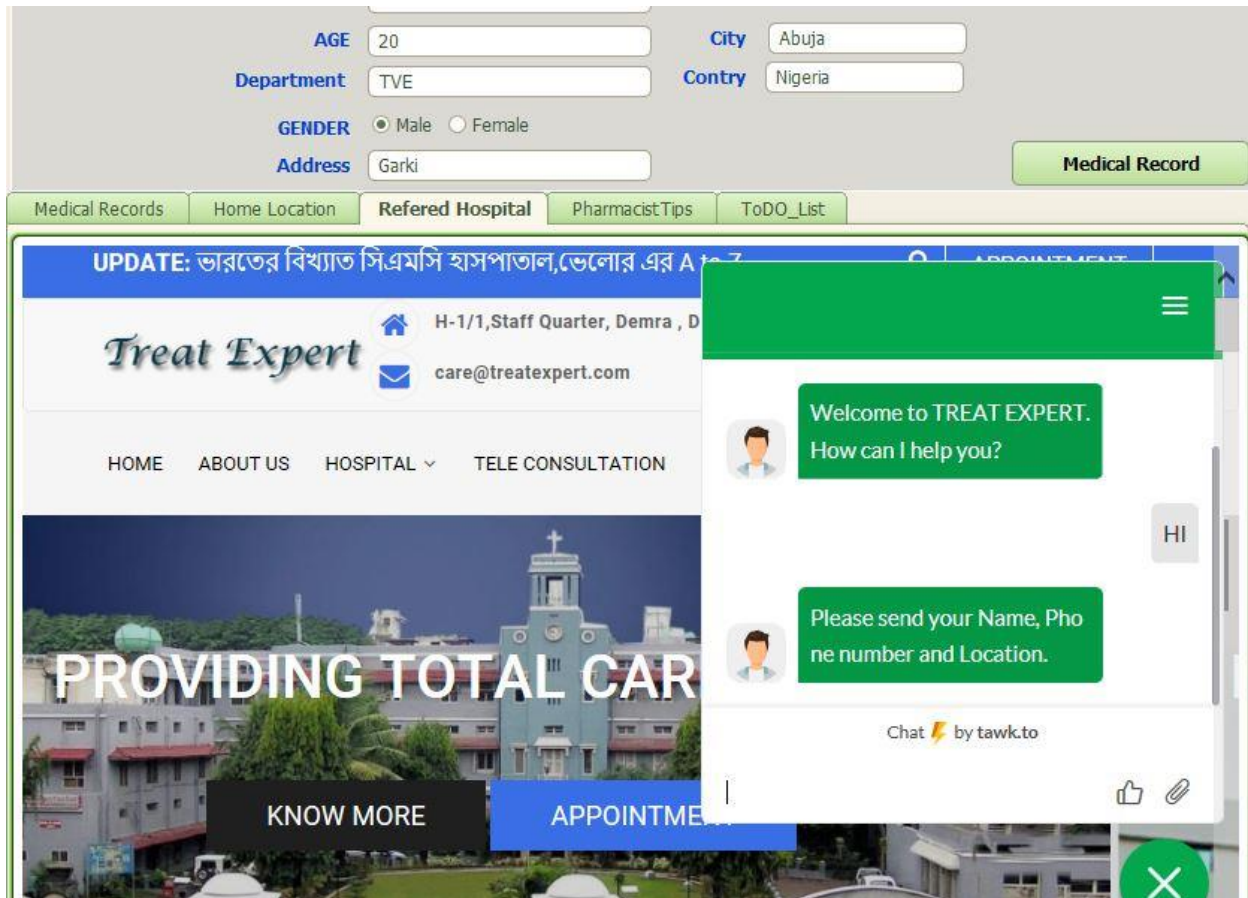 AGE 20 City Abuja
Department TVE Contry Nigeria
GENDER Male Female
Address Garki
Medical Record
Medical Records Home Location Refered Hospital PharmacistTips ToDO_List
UPDATE: ভারতের বিখ্যাত সিএমসি হাসপাতাল,ভেলোর এর A to Z
APPOINTMENT
Treat Expert
H-1/1,Staff Quarter, Demra , D
care@treatexpert.com
HOME ABOUT US HOSPITAL TELE CONSULTATION
PROVIDING TOTAL CAR
KNOW MORE APPOINTMENT
Welcome to TREAT EXPERT.
How can I help you?
HI
Please send your Name, Pho
ne number and Location.
Chat by tawk.to